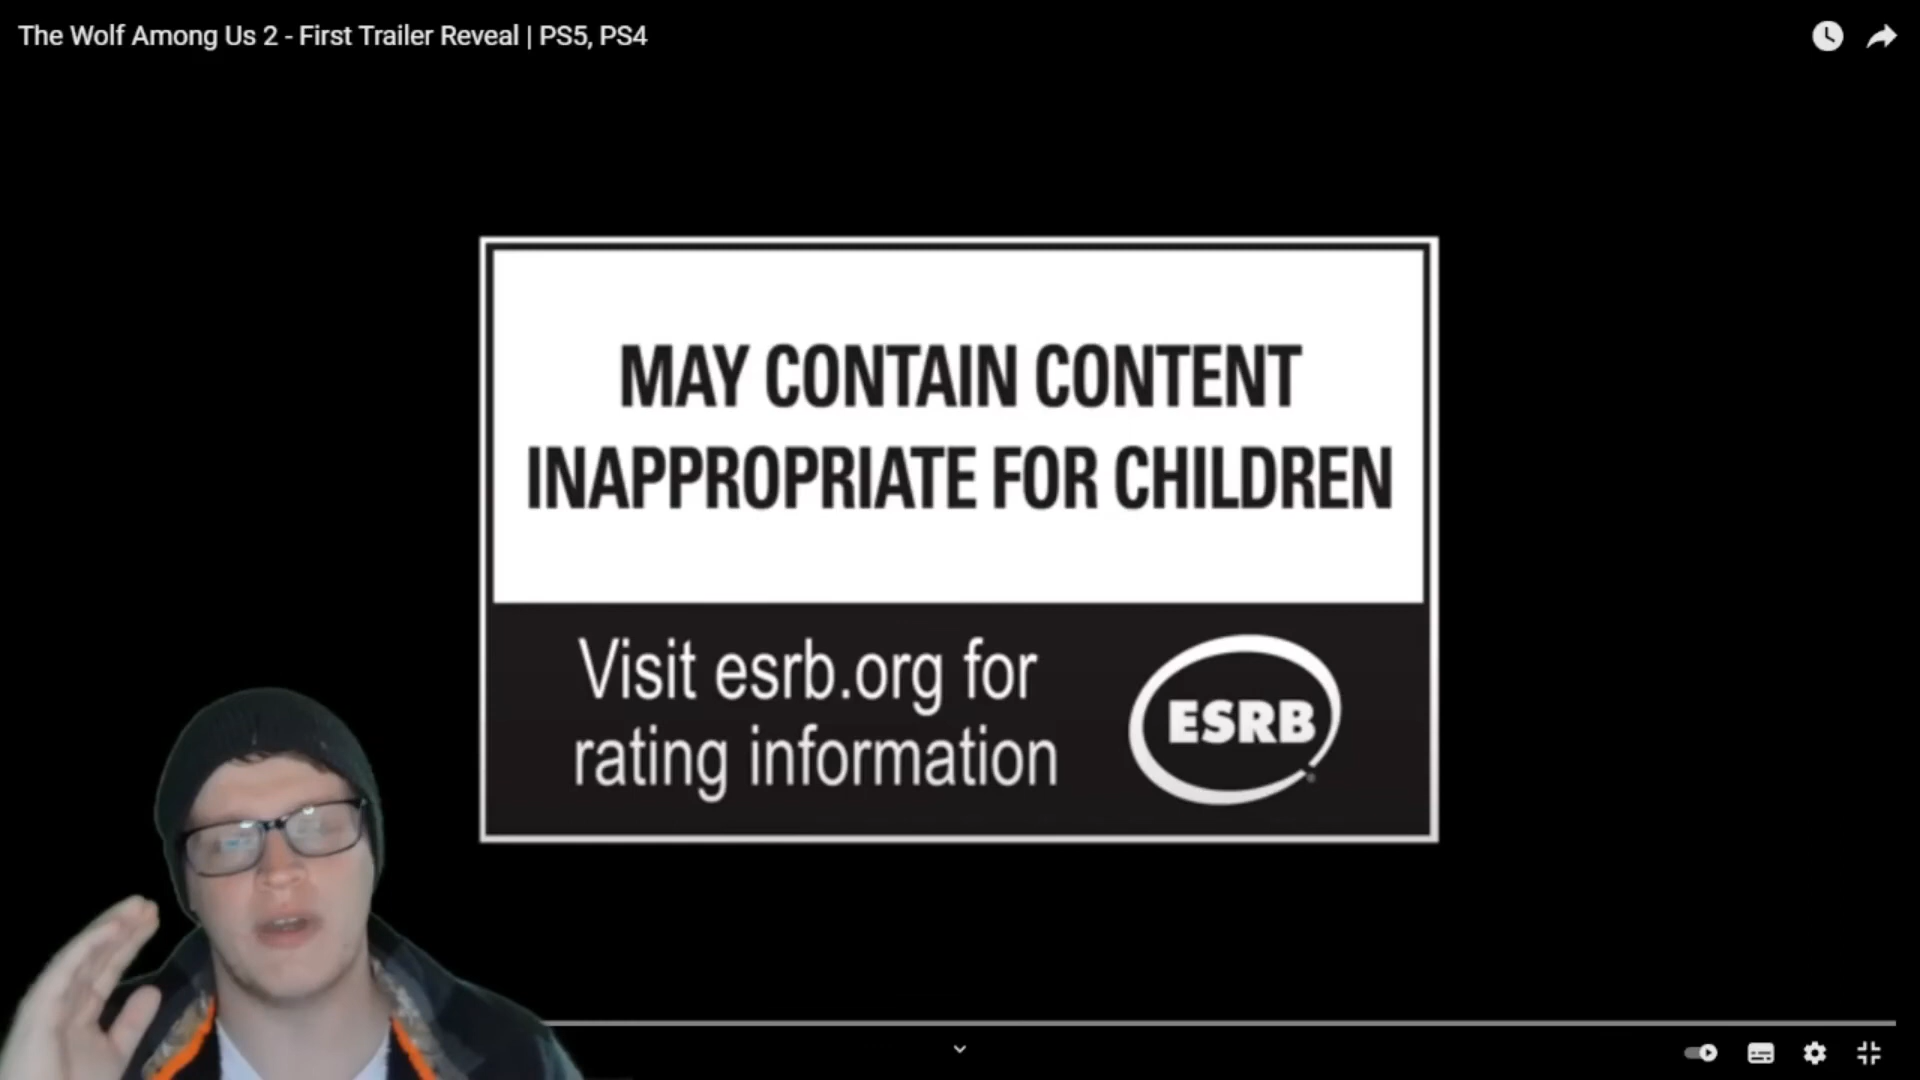 The Wolf Among Us 2 - First Trailer Reveal | PS5, PS4
MAY CONTAIN CONTENT
INAPPROPRIATE FOR CHILDREN
Visit esrb.org for
rating information
ESRB